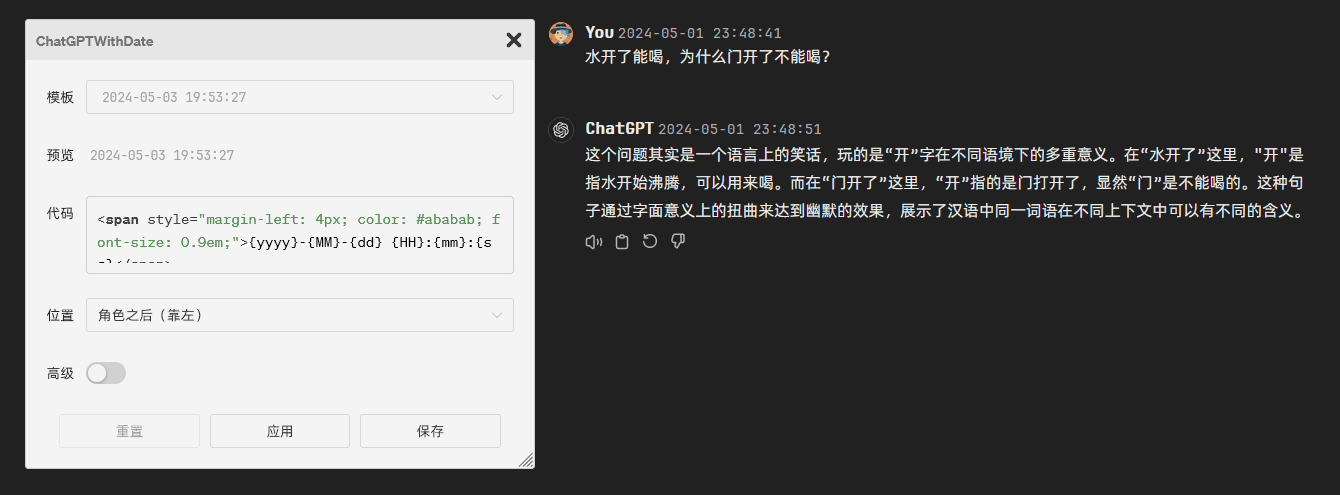 ChatGPTWithDate
模板
2024-05-03 19:53:27
预览
2024-05-03 19:53:27
代码
<span style="margin-left: 4px; color: #ababab; f
ont-size: 0.9em;">{yyyy}-{MM}-{dd} {HH}:{mm}:{s
位置
角色之后（靠左）
高级
重置
应用
保存
You 2024-05-01 23:48:41
水开了能喝，为什么门开了不能喝？
ChatGPT 2024-05-01 23:48:51
这个问题其实是一个语言上的笑话，玩的是“开”字在不同语境下的多重意义。在“水开了”这里，"开"是
指水开始沸腾，可以用来喝。而在“门开了”这里，“开”指的是门打开了，显然“门”是不能喝的。这种句
子通过字面意义上的扭曲来达到幽默的效果，展示了汉语中同一词语在不同上下文中可以有不同的含义。